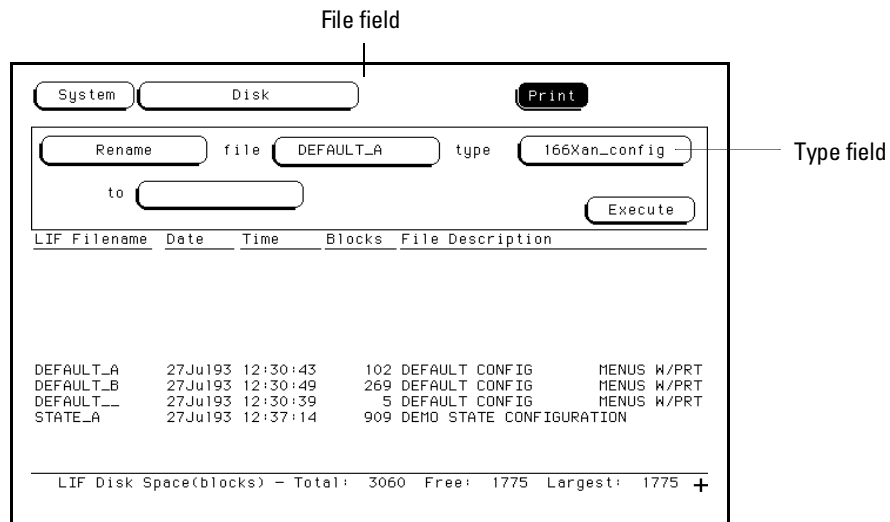 File field
System Disk Print
Rename file DEFAULT_A type 166Xan_config Type field
to
Execute
LIF Filename Date Time Blocks File Description
DEFAULT_A 27Jul93 12:30:43 102 DEFAULT CONFIG MENUS W/PRT
DEFAULT_B 27Jul93 12:30:49 269 DEFAULT CONFIG MENUS W/PRT
DEFAULT__ 27Jul93 12:30:39 5 DEFAULT CONFIG MENUS W/PRT
STATE_A 27Jul93 12:37:14 909 DEMO STATE CONFIGURATION
LIF Disk Space(blocks) – Total: 3060 Free: 1775 Largest: 1775 +